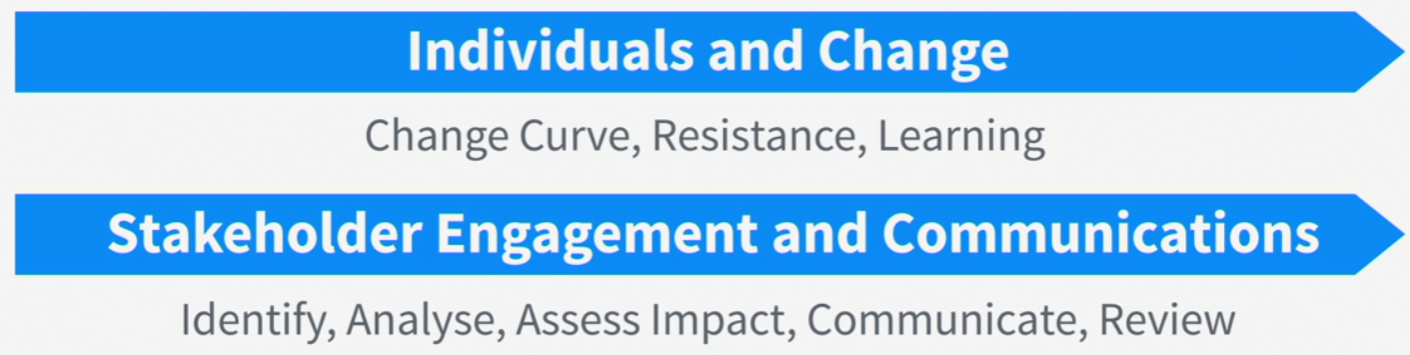 Individuals and Change
Change Curve, Resistance, Learning
Stakeholder Engagement and Communications
Identify, Analyse, Assess Impact, Communicate, Review